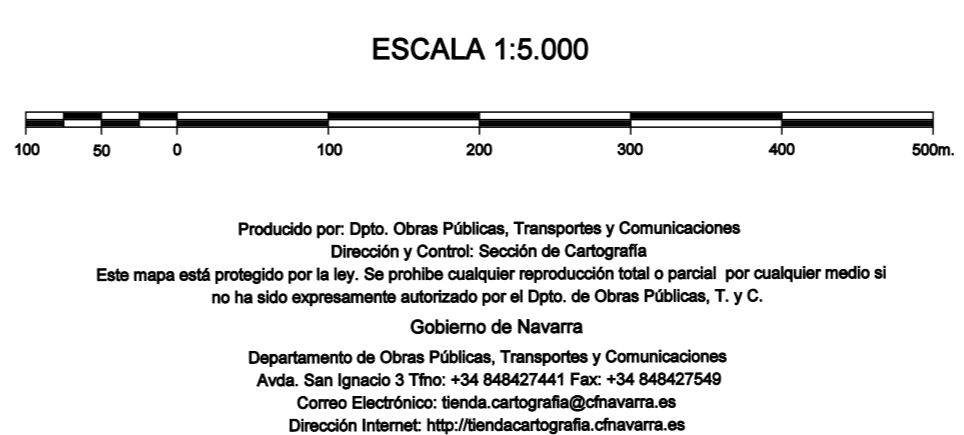 ESCALA 1:5.000
100 50 0 100 200 300 400 500m.
Producido por: Dpto. Obras Públicas, Transportes y Comunicaciones
Dirección y Control: Sección de Cartografía
Este mapa está protegido por la ley. Se prohibe cualquier reproducción total o parcial por cualquier medio si
no ha sido expresamente autorizado por el Dpto. de Obras Públicas, T. y C.
Gobierno de Navarra
Departamento de Obras Públicas, Transportes y Comunicaciones
Avda. San Ignacio 3 Tfno: +34 848427441 Fax: +34 848427549
Correo Electrónico: tienda.cartografia@cfnavarra.es
Dirección Internet: http://tiendacartografia.cfnavarra.es